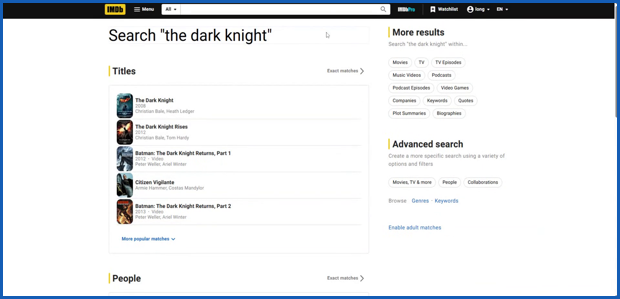 IMDb Menu All IMDbPro Watchlist long EN
Search "the dark knight"
Titles
Exact matches
The Dark Knight
2008
Christian Bale, Heath Ledger
The Dark Knight Rises
2012
Christian Bale, Tom Hardy
Batman: The Dark Knight Returns, Part 1
2012 · Video
Peter Weller, Ariel Winter
Citizen Vigilante
Armie Hammer, Costas Mandylor
Batman: The Dark Knight Returns, Part 2
2013 · Video
Peter Weller, Ariel Winter
More popular matches
People
Exact matches
More results
Search "the dark knight" within...
Movies TV TV Episodes
Music Videos Podcasts
Podcast Episodes Video Games
Companies Keywords Quotes
Plot Summaries Biographies
Advanced search
Create a more specific search using a variety of
options and filters
Movies, TV & more People Collaborations
Browse Genres · Keywords
Enable adult matches